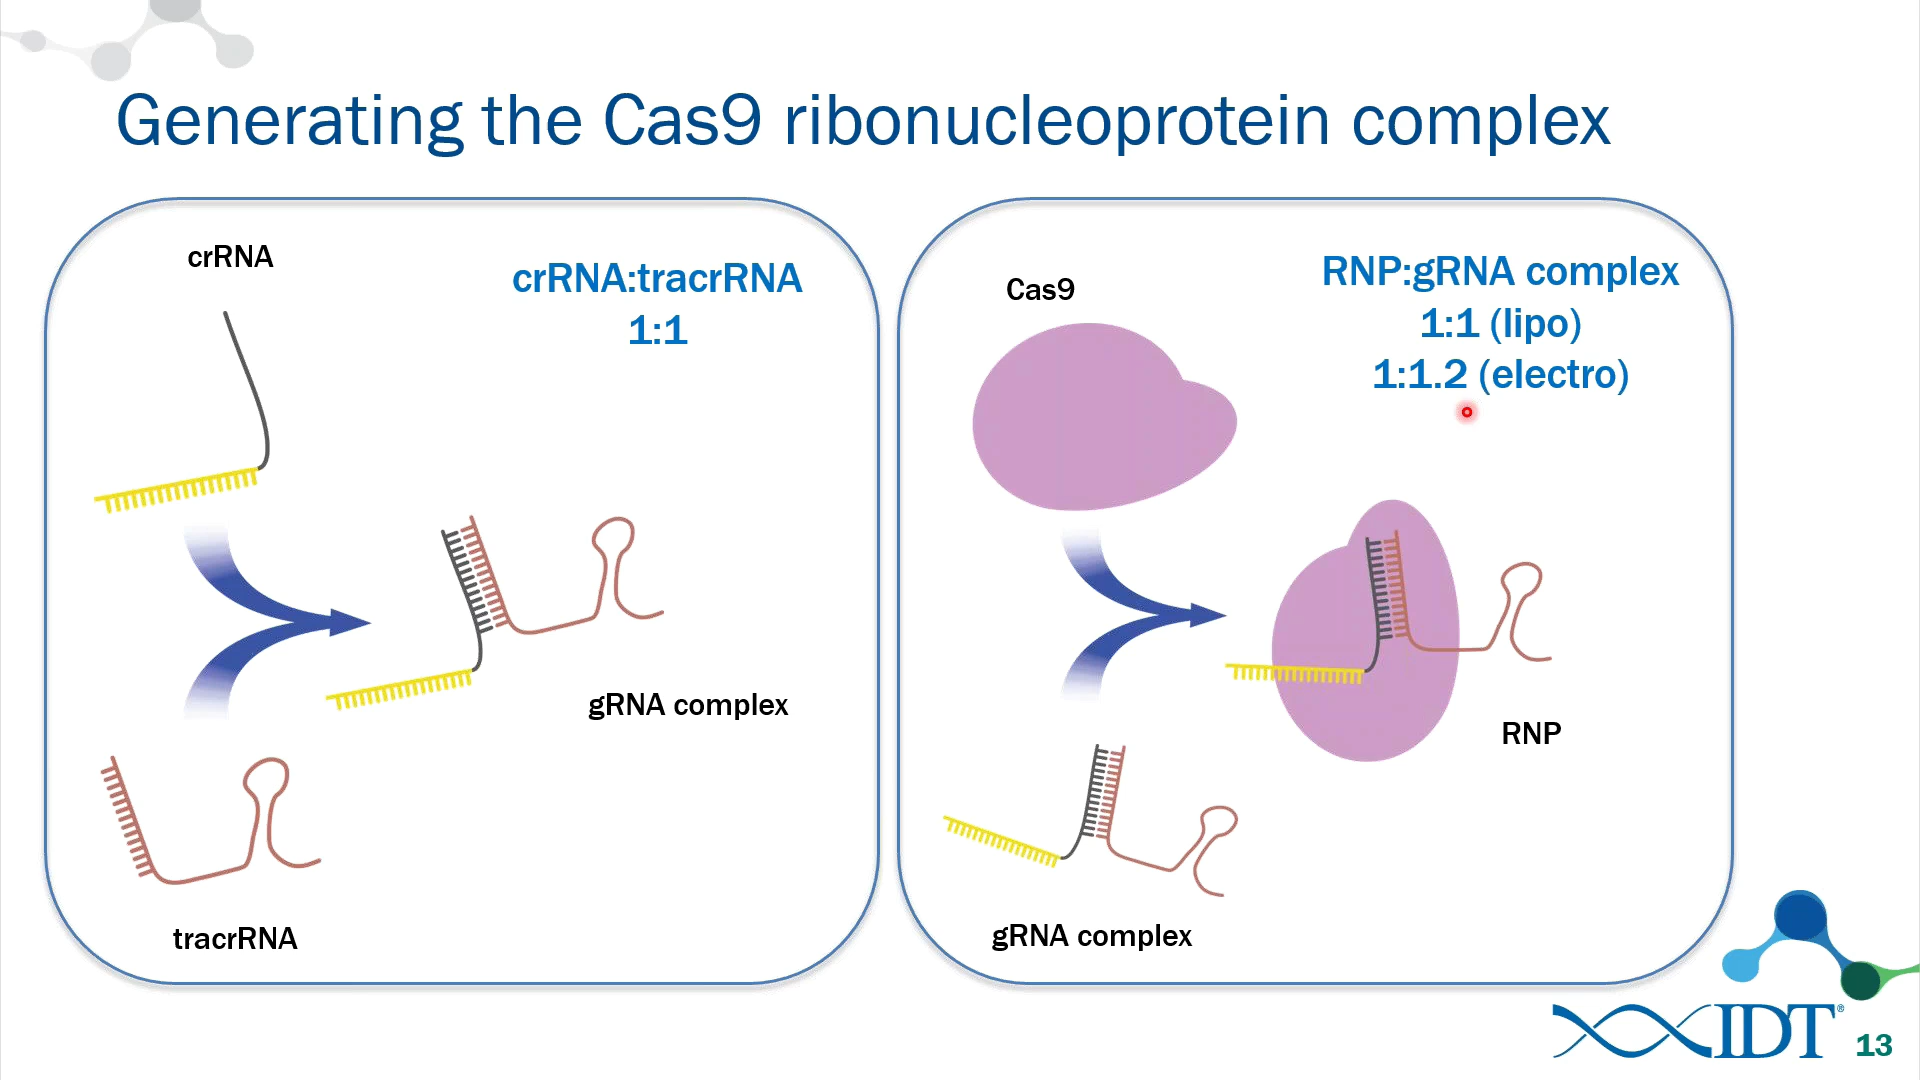 Generating the Cas9 ribonucleoprotein complex
crRNA
crRNA:tracrRNA
1:1
gRNA complex
tracrRNA
Cas9
RNP:gRNA complex
1:1 (lipo)
1:1.2 (electro)
RNP
gRNA complex
IDT®
13